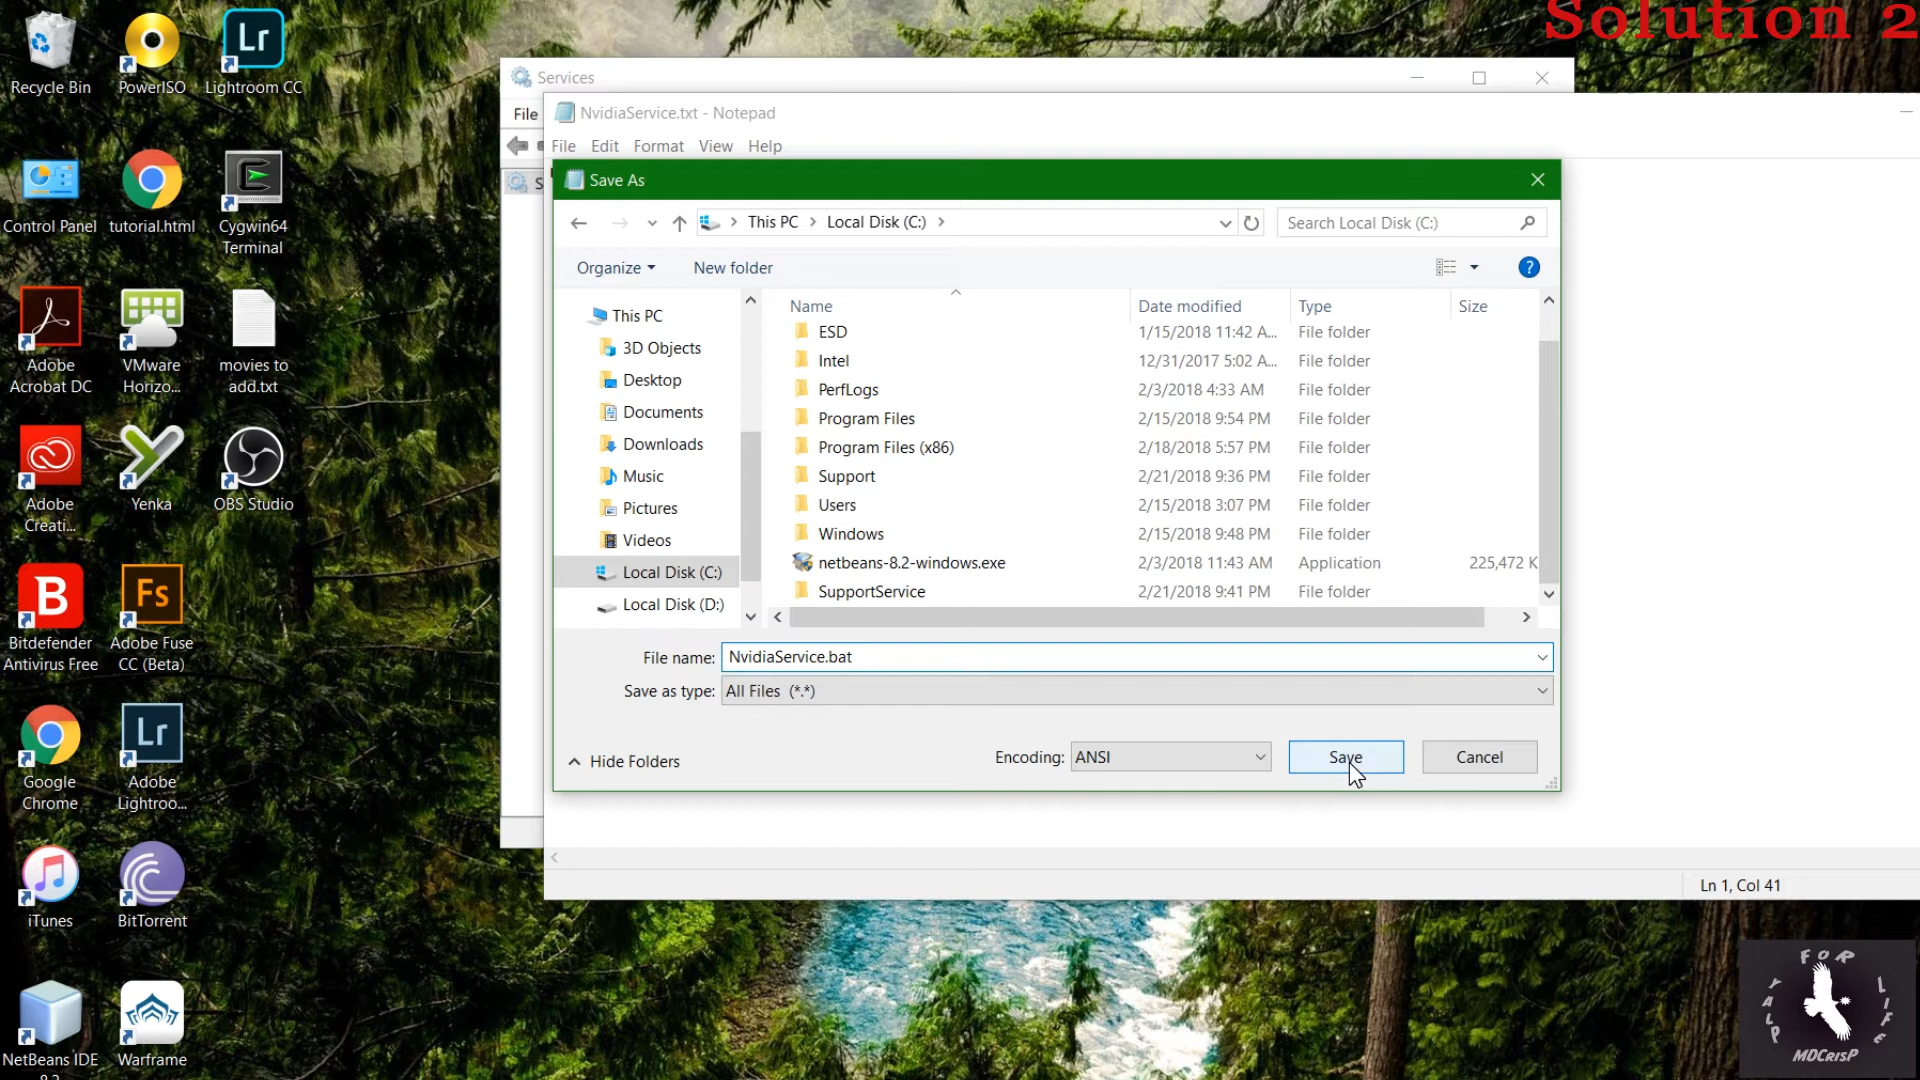 Solution 2
Recycle Bin
PowerISO
Lightroom CC
Control Panel
tutorial.html
Cygwin64
Terminal
Adobe
Acrobat DC
VMware
Horizo...
movies to
add.txt
Adobe
Creati...
Yenka
OBS Studio
Bitdefender
Antivirus Free
Adobe Fuse
CC (Beta)
Google
Chrome
Adobe
Lightroo...
iTunes
BitTorrent
NetBeans IDE
8.2
Warframe
Services
File
NvidiaService.txt - Notepad
File Edit Format View Help
Save As
This PC > Local Disk (C:) >
Search Local Disk (C:)
Organize
New folder
This PC
3D Objects
Desktop
Documents
Downloads
Music
Pictures
Videos
Local Disk (C:)
Local Disk (D:)
Name Date modified Type Size
ESD 1/15/2018 11:42 A... File folder
Intel 12/31/2017 5:02 A... File folder
PerfLogs 2/3/2018 4:33 AM File folder
Program Files 2/15/2018 9:54 PM File folder
Program Files (x86) 2/18/2018 5:57 PM File folder
Support 2/21/2018 9:36 PM File folder
Users 2/15/2018 3:07 PM File folder
Windows 2/15/2018 9:48 PM File folder
netbeans-8.2-windows.exe 2/3/2018 11:43 AM Application 225,472 K
SupportService 2/21/2018 9:41 PM File folder
File name: NvidiaService.bat
Save as type: All Files (*.*)
Hide Folders
Encoding: ANSI
Save
Cancel
Ln 1, Col 41
Lr
B
Fs
Lr
PLAY
FOR
LIFE
MDCrisP